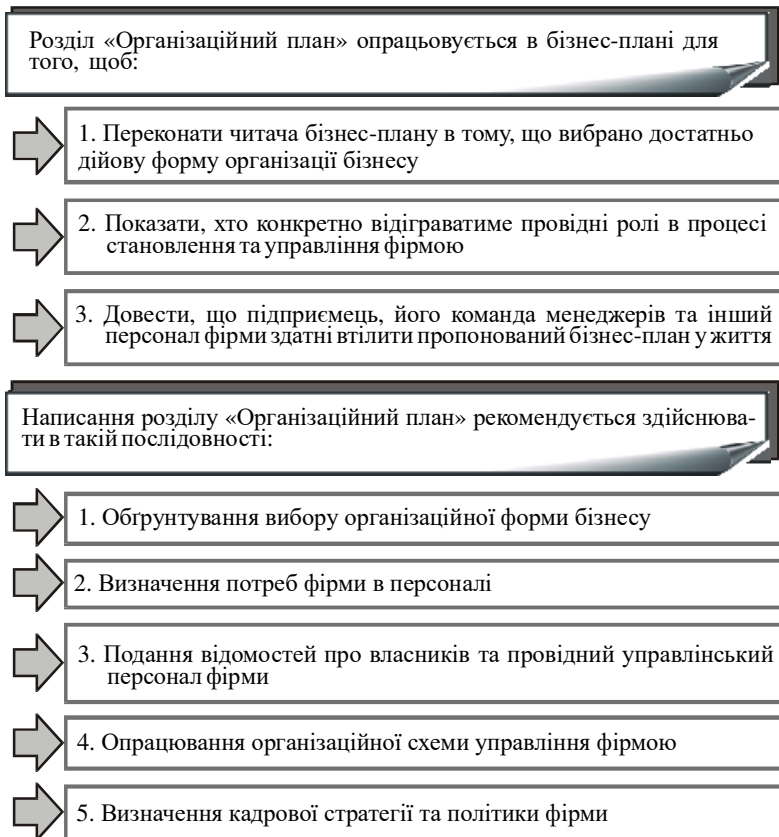 Розділ «Організаційний план» опрацьовується в бізнес-плані для
того, щоб:
1. Переконати читача бізнес-плану в тому, що вибрано достатньо
дійову форму організації бізнесу
2. Показати, хто конкретно відіграватиме провідні ролі в процесі
становлення та управління фірмою
3. Довести, що підприємець, його команда менеджерів та інший
персонал фірми здатні втілити пропонований бізнес-план у життя
Написання розділу «Організаційний план» рекомендується здійснюва-
ти в такій послідовності:
1. Обґрунтування вибору організаційної форми бізнесу
2. Визначення потреб фірми в персоналі
3. Подання відомостей про власників та провідний управлінський
персонал фірми
4. Опрацювання організаційної схеми управління фірмою
5. Визначення кадрової стратегії та політики фірми